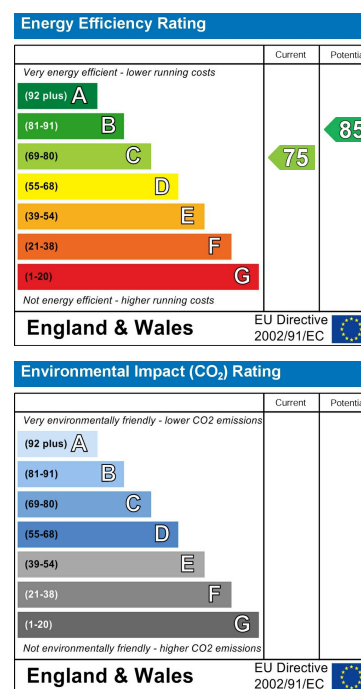 Energy Efficiency Rating
Current Potentia
Very energy efficient - lower running costs
(92 plus) A
(81-91) B 85
(69-80) C 75
(55-68) D
(39-54) E
(21-38) F
(1-20) G
Not energy efficient - higher running costs
England & Wales EU Directive
2002/91/EC
Environmental Impact (CO₂) Rating
Current Potentia
Very environmentally friendly - lower CO2 emissions
(92 plus) A
(81-91) B
(69-80) C
(55-68) D
(39-54) E
(21-38) F
(1-20) G
Not environmentally friendly - higher CO2 emissions
England & Wales EU Directive
2002/91/EC